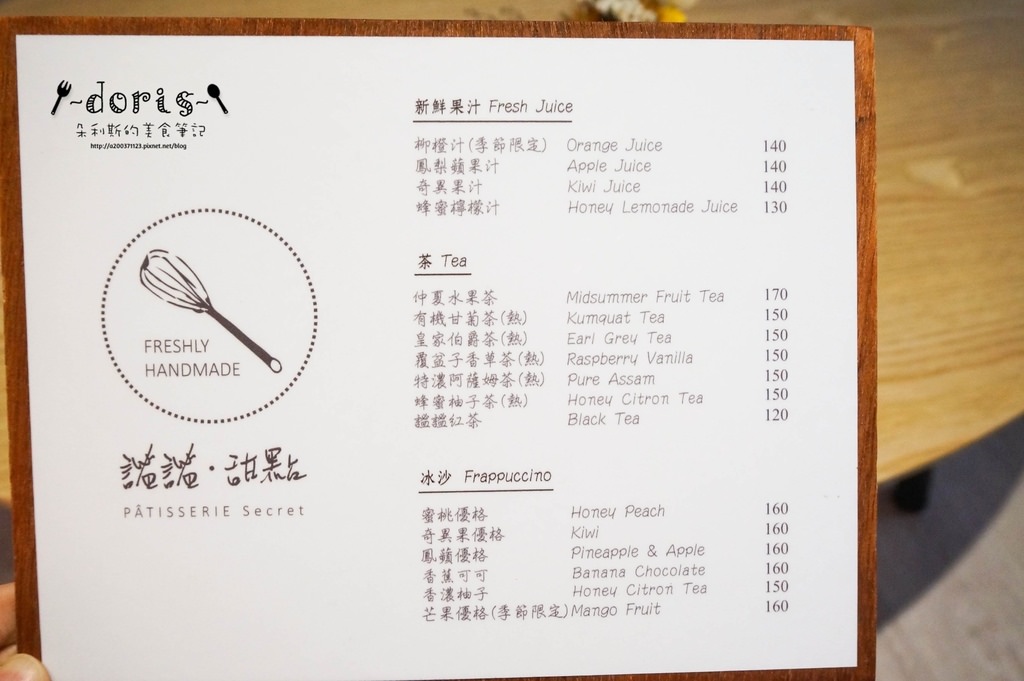 ~doris~
朵利斯的美食筆記
http://a200371123.pixnet.net/blog
FRESHLY
HANDMADE
謐謐·甜點
PÂTISSERIE Secret
新鮮果汁 Fresh Juice
柳橙汁(季節限定) Orange Juice 140
鳳梨蘋果汁 Apple Juice 140
奇異果汁 Kiwi Juice 140
蜂蜜檸檬汁 Honey Lemonade Juice 130
茶 Tea
仲夏水果茶 Midsummer Fruit Tea 170
有機甘菊茶(熱) Kumquat Tea 150
皇家伯爵茶(熱) Earl Grey Tea 150
覆盆子香草茶(熱) Raspberry Vanilla 150
特濃阿薩姆茶(熱) Pure Assam 150
蜂蜜柚子茶(熱) Honey Citron Tea 150
謐謐紅茶 Black Tea 120
冰沙 Frappuccino
蜜桃優格 Honey Peach 160
奇異果優格 Kiwi 160
鳳蘋優格 Pineapple & Apple 160
香蕉可可 Banana Chocolate 160
香濃柚子 Honey Citron Tea 150
芒果優格(季節限定) Mango Fruit 160